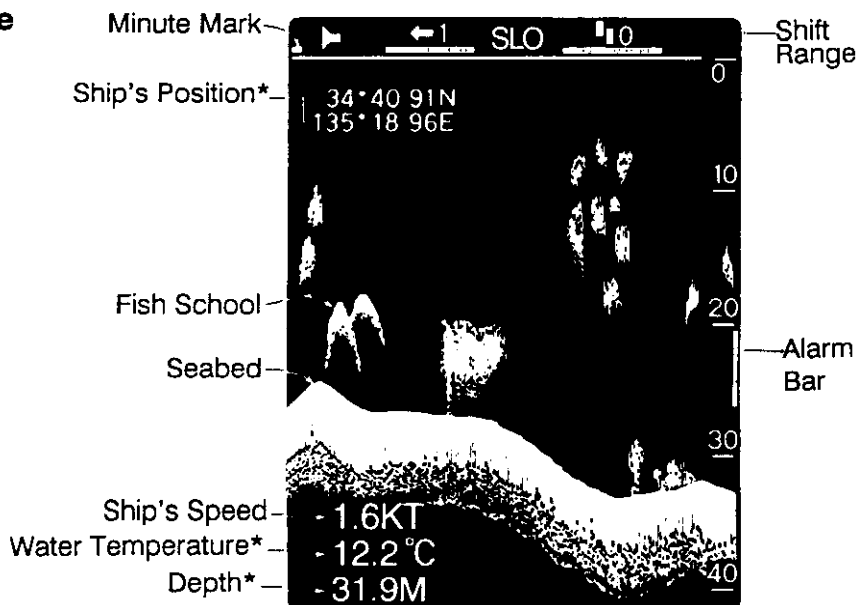 e
Minute Mark
←1 SLO 0
Shift Range
0
Ship's Position*
34°40 91N
135°18 96E
10
Fish School
20
Seabed
Alarm Bar
30
Ship's Speed
- 1.6KT
Water Temperature*
- 12.2°C
Depth*
- 31.9M
40